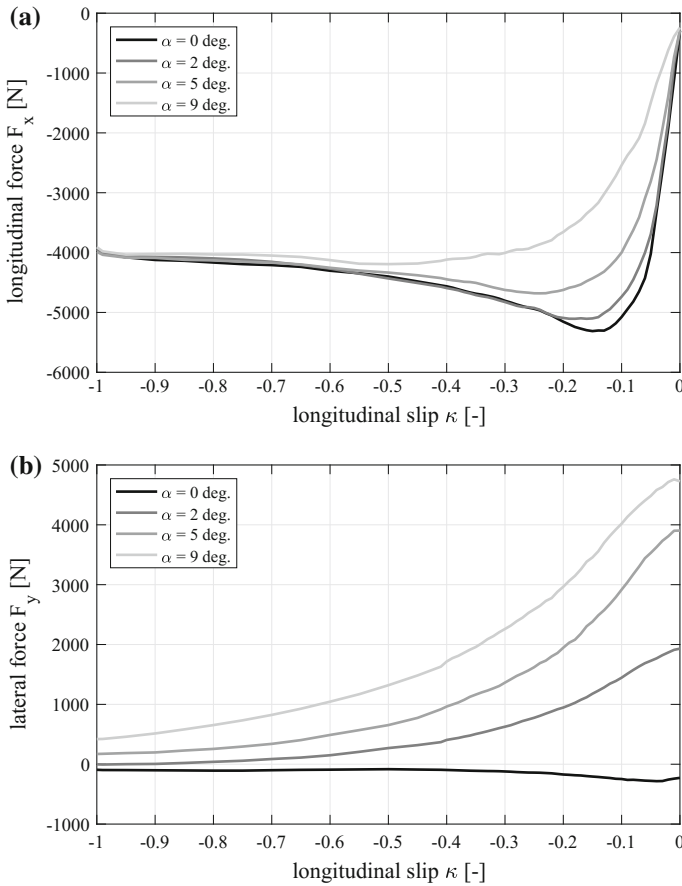 (a)
0
-1000
-2000
-3000
-4000
-5000
-6000
longitudinal force F_x [N]
α = 0 deg.
α = 2 deg.
α = 5 deg.
α = 9 deg.
-1 -0.9 -0.8 -0.7 -0.6 -0.5 -0.4 -0.3 -0.2 -0.1 0
longitudinal slip κ [-]
(b)
5000
4000
3000
2000
1000
0
-1000
lateral force F_y [N]
α = 0 deg.
α = 2 deg.
α = 5 deg.
α = 9 deg.
-1 -0.9 -0.8 -0.7 -0.6 -0.5 -0.4 -0.3 -0.2 -0.1 0
longitudinal slip κ [-]